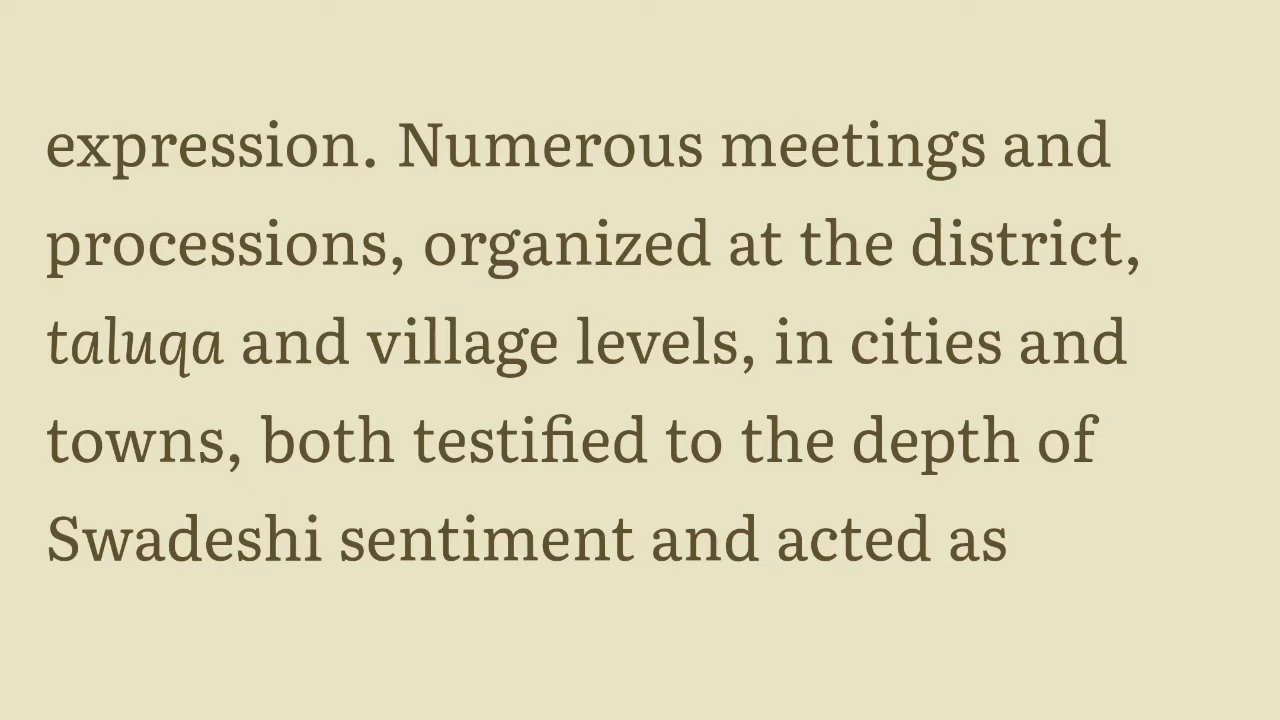 expression. Numerous meetings and
processions, organized at the district,
taluqa and village levels, in cities and
towns, both testified to the depth of
Swadeshi sentiment and acted as